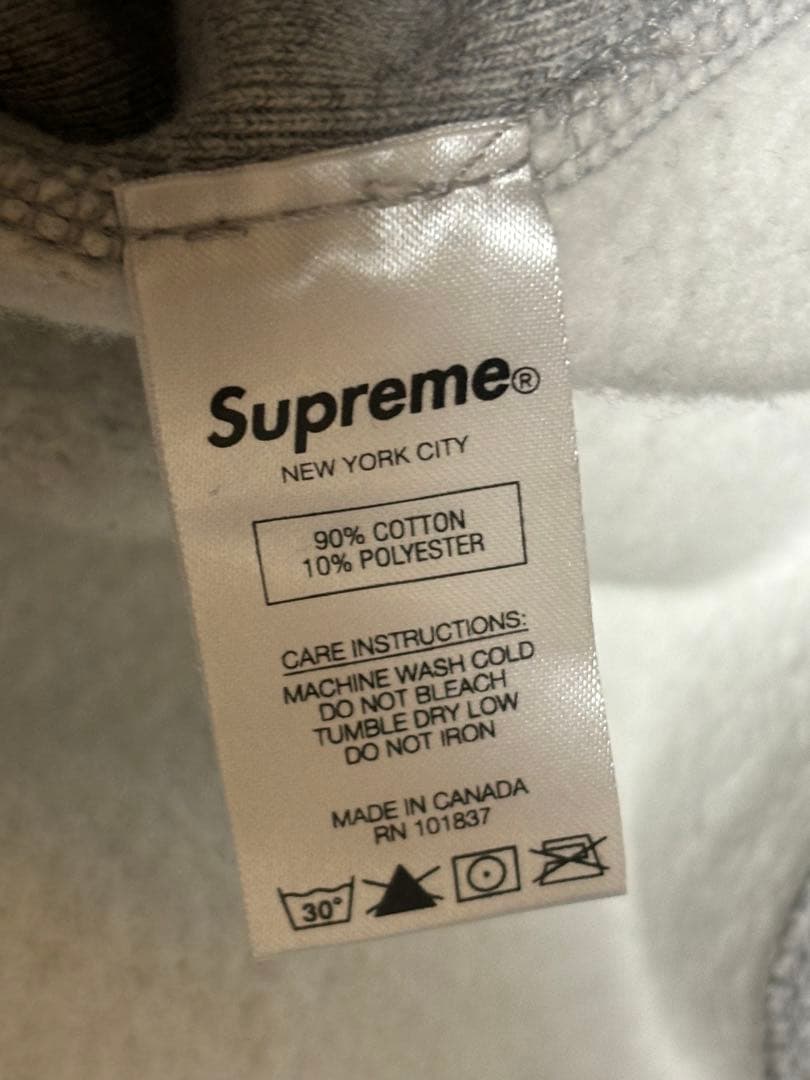 Supreme®
NEW YORK CITY
90% COTTON
10% POLYESTER
CARE INSTRUCTIONS:
MACHINE WASH COLD
DO NOT BLEACH
TUMBLE DRY LOW
DO NOT IRON
MADE IN CANADA
RN 101837
30°